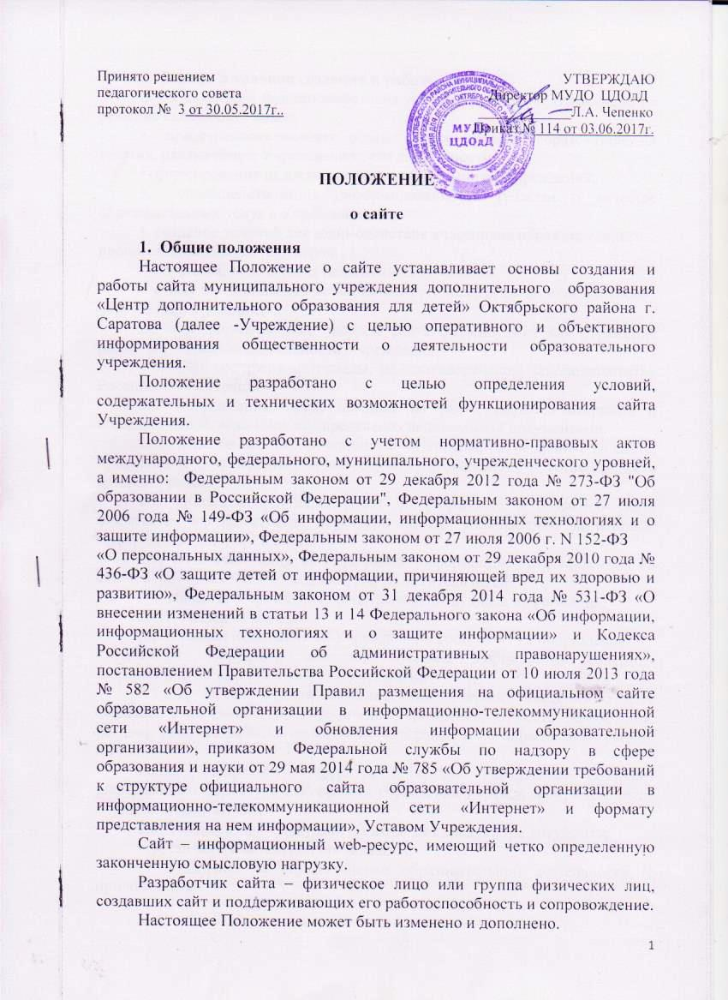 Принято решением
педагогического совета
протокол № 3 от 30.05.2017г..
УТВЕРЖДАЮ
Директор МУДО ЦДОдД
Л.А. Чепенко
Приказ № 114 от 03.06.2017г.
МУДО
ЦДОдД
ПОЛОЖЕНИЕ
о сайте
1. Общие положения
Настоящее Положение о сайте устанавливает основы создания и
работы сайта муниципального учреждения дополнительного образования
«Центр дополнительного образования для детей» Октябрьского района г.
Саратова (далее -Учреждение) с целью оперативного и объективного
информирования общественности о деятельности образовательного
учреждения.
Положение разработано с целью определения условий,
содержательных и технических возможностей функционирования сайта
Учреждения.
Положение разработано с учетом нормативно-правовых актов
международного, федерального, муниципального, учрежденческого уровней,
а именно: Федеральным законом от 29 декабря 2012 года № 273-ФЗ "Об
образовании в Российской Федерации", Федеральным законом от 27 июля
2006 года № 149-ФЗ «Об информации, информационных технологиях и о
защите информации», Федеральным законом от 27 июля 2006 г. N 152-ФЗ
«О персональных данных», Федеральным законом от 29 декабря 2010 года №
436-ФЗ «О защите детей от информации, причиняющей вред их здоровью и
развитию», Федеральным законом от 31 декабря 2014 года № 531-ФЗ «О
внесении изменений в статьи 13 и 14 Федерального закона «Об информации,
информационных технологиях и о защите информации» и Кодекса
Российской Федерации об административных правонарушениях»,
постановлением Правительства Российской Федерации от 10 июля 2013 года
№ 582 «Об утверждении Правил размещения на официальном сайте
образовательной организации в информационно-телекоммуникационной
сети «Интернет» и обновления информации образовательной
организации», приказом Федеральной службы по надзору в сфере
образования и науки от 29 мая 2014 года № 785 «Об утверждении требований
к структуре официального сайта образовательной организации в
информационно-телекоммуникационной сети «Интернет» и формату
представления на нем информации», Уставом Учреждения.
Сайт – информационный web-ресурс, имеющий четко определенную
законченную смысловую нагрузку.
Разработчик сайта – физическое лицо или группа физических лиц,
создавших сайт и поддерживающих его работоспособность и сопровождение.
Настоящее Положение может быть изменено и дополнено.
1